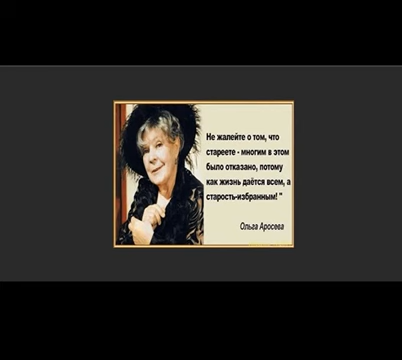 Не жалейте о том, что
стареете - многим в этом
было отказано, потому
как жизнь даётся всем, а
старость-избранным! "
Ольга Аросева